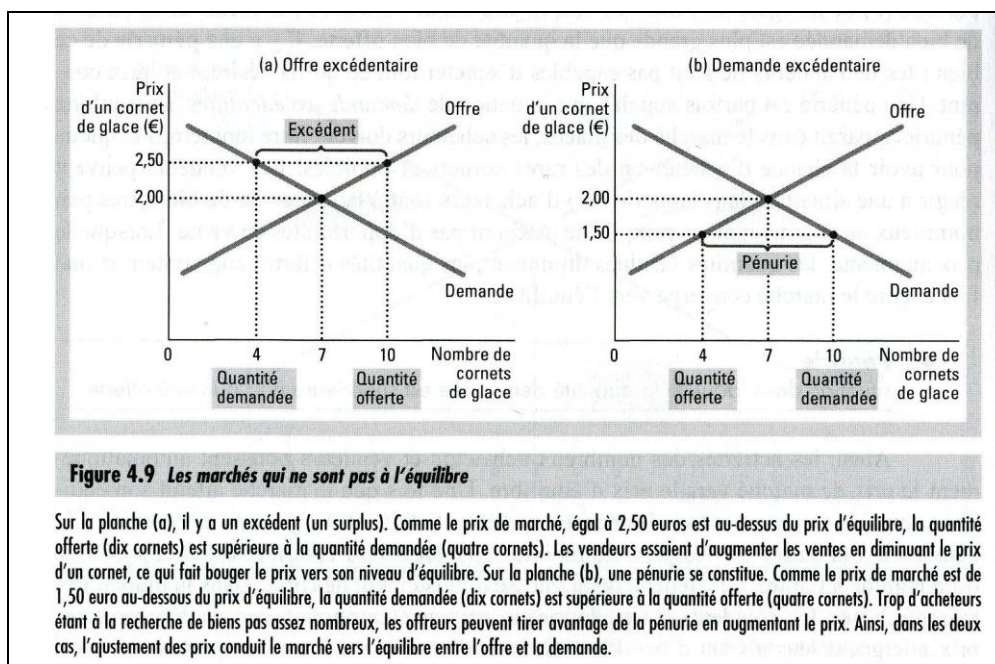 (a) Offre excédentaire
Prix
d'un cornet
de glace (€)
Offre
Excédent
2,50
2,00
Demande
0
4
7
10
Nombre de
cornets
de glace
Quantité
demandée
Quantité
offerte
(b) Demande excédentaire
Prix
d'un cornet
de glace (€)
Offre
2,00
1,50
Pénurie
Demande
0
4
7
10
Nombre de
cornets
de glace
Quantité
offerte
Quantité
demandée
Figure 4.9 Les marchés qui ne sont pas à l'équilibre
Sur la planche (a), il y a un excédent (un surplus). Comme le prix de marché, égal à 2,50 euros est au-dessus du prix d'équilibre, la quantité
offerte (dix cornets) est supérieure à la quantité demandée (quatre cornets). Les vendeurs essaient d'augmenter les ventes en diminuant le prix
d'un cornet, ce qui fait bouger le prix vers son niveau d'équilibre. Sur la planche (b), une pénurie se constitue. Comme le prix de marché est de
1,50 euro au-dessous du prix d'équilibre, la quantité demandée (dix cornets) est supérieure à la quantité offerte (quatre cornets). Trop d'acheteurs
étant à la recherche de biens pas assez nombreux, les offreurs peuvent tirer avantage de la pénurie en augmentant le prix. Ainsi, dans les deux
cas, l'ajustement des prix conduit le marché vers l'équilibre entre l'offre et la demande.